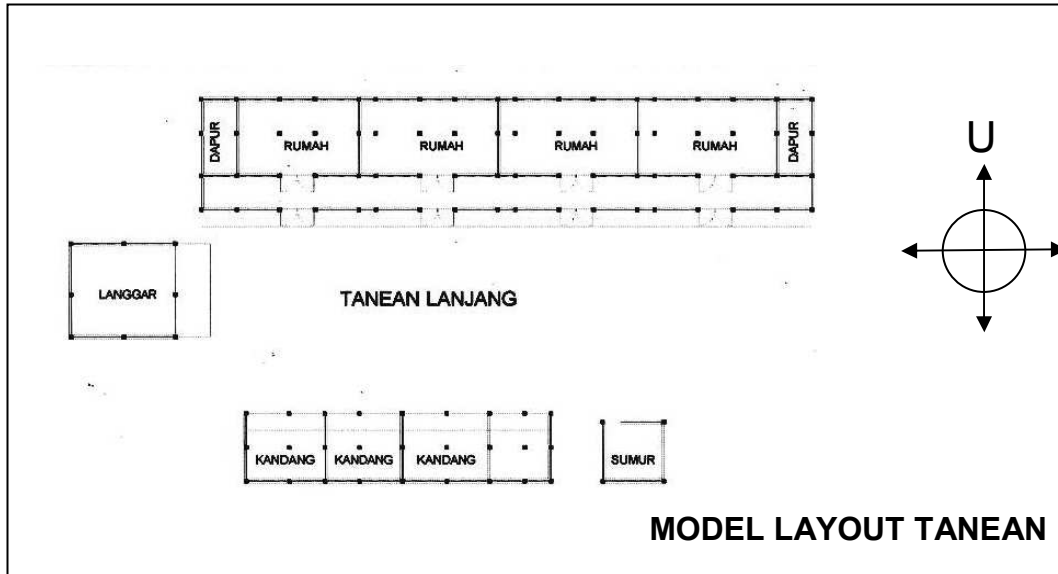 DAPUR
RUMAH
RUMAH
RUMAH
RUMAH
DAPUR
U
LANGGAR
TANEAN LANJANG
KANDANG
KANDANG
KANDANG
SUMUR
MODEL LAYOUT TANEAN